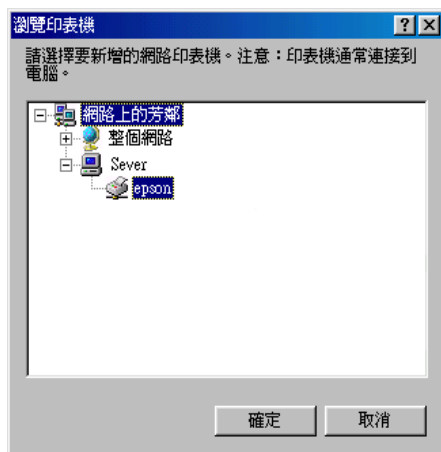 瀏覽印表機
請選擇要新增的網路印表機。注意：印表機通常連接到
電腦。
網路上的芳鄰
整個網路
Sever
epson
確定
取消